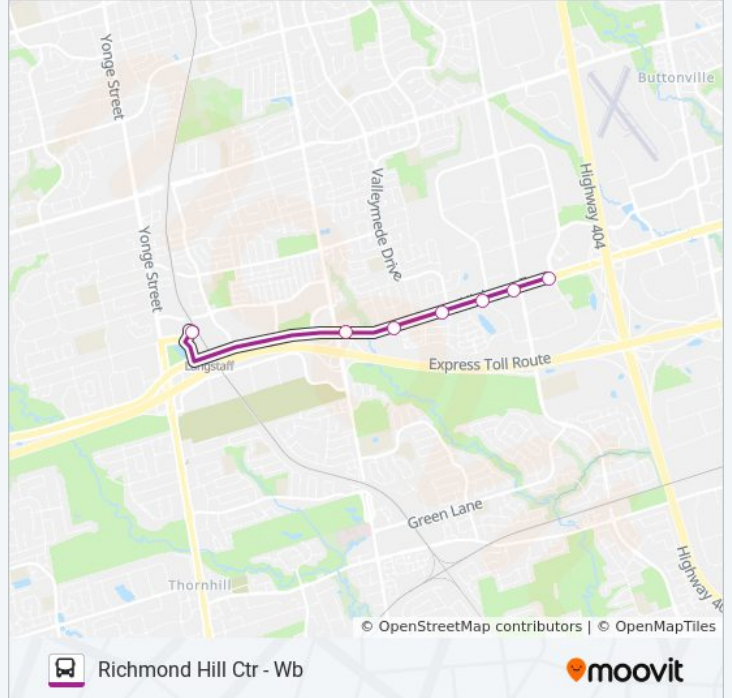 Yonge Street
Buttonville
Valleymede Drive
Highway 404
Yonge Street
Express Toll Route
Langstaff
Green Lane
Highway 40
Thornhill
© OpenStreetMap contributors | © OpenMapTiles
Richmond Hill Ctr - Wb
moovit